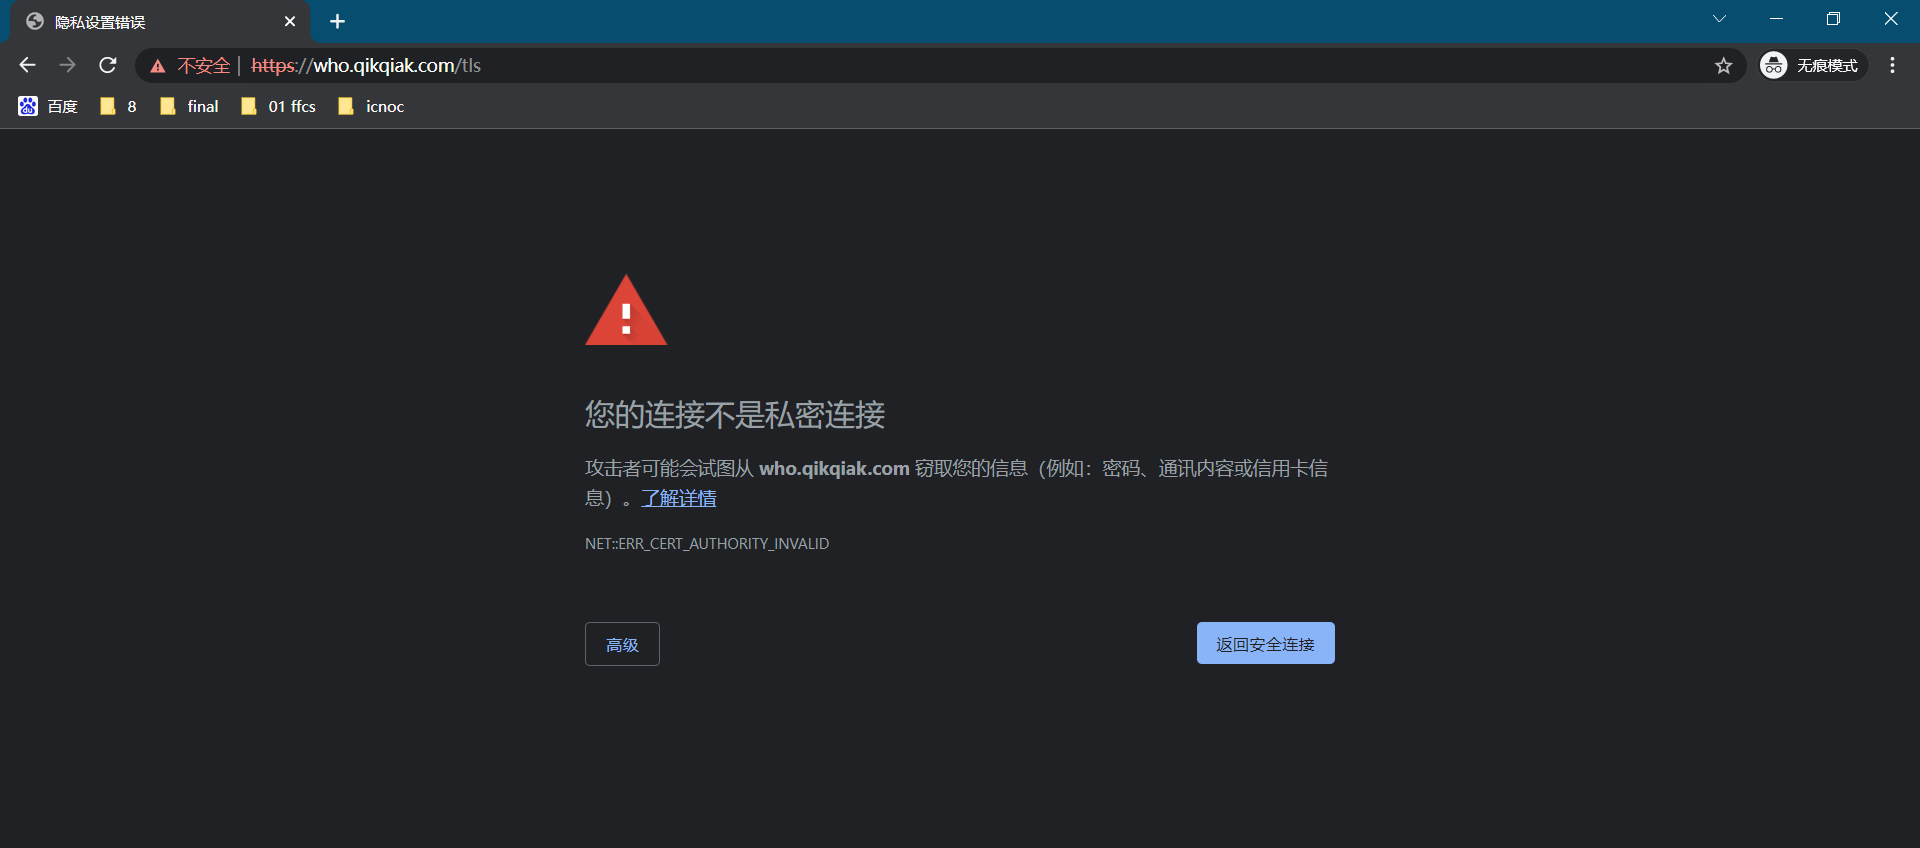 隐私设置错误
不安全 | https://who.qikqiak.com/tls
无痕模式
百度 8 final 01 ffcs icnoc
您的连接不是私密连接
攻击者可能会试图从 who.qikqiak.com 窃取您的信息（例如：密码、通讯内容或信用卡信
息）。了解详情
NET::ERR_CERT_AUTHORITY_INVALID
高级
返回安全连接